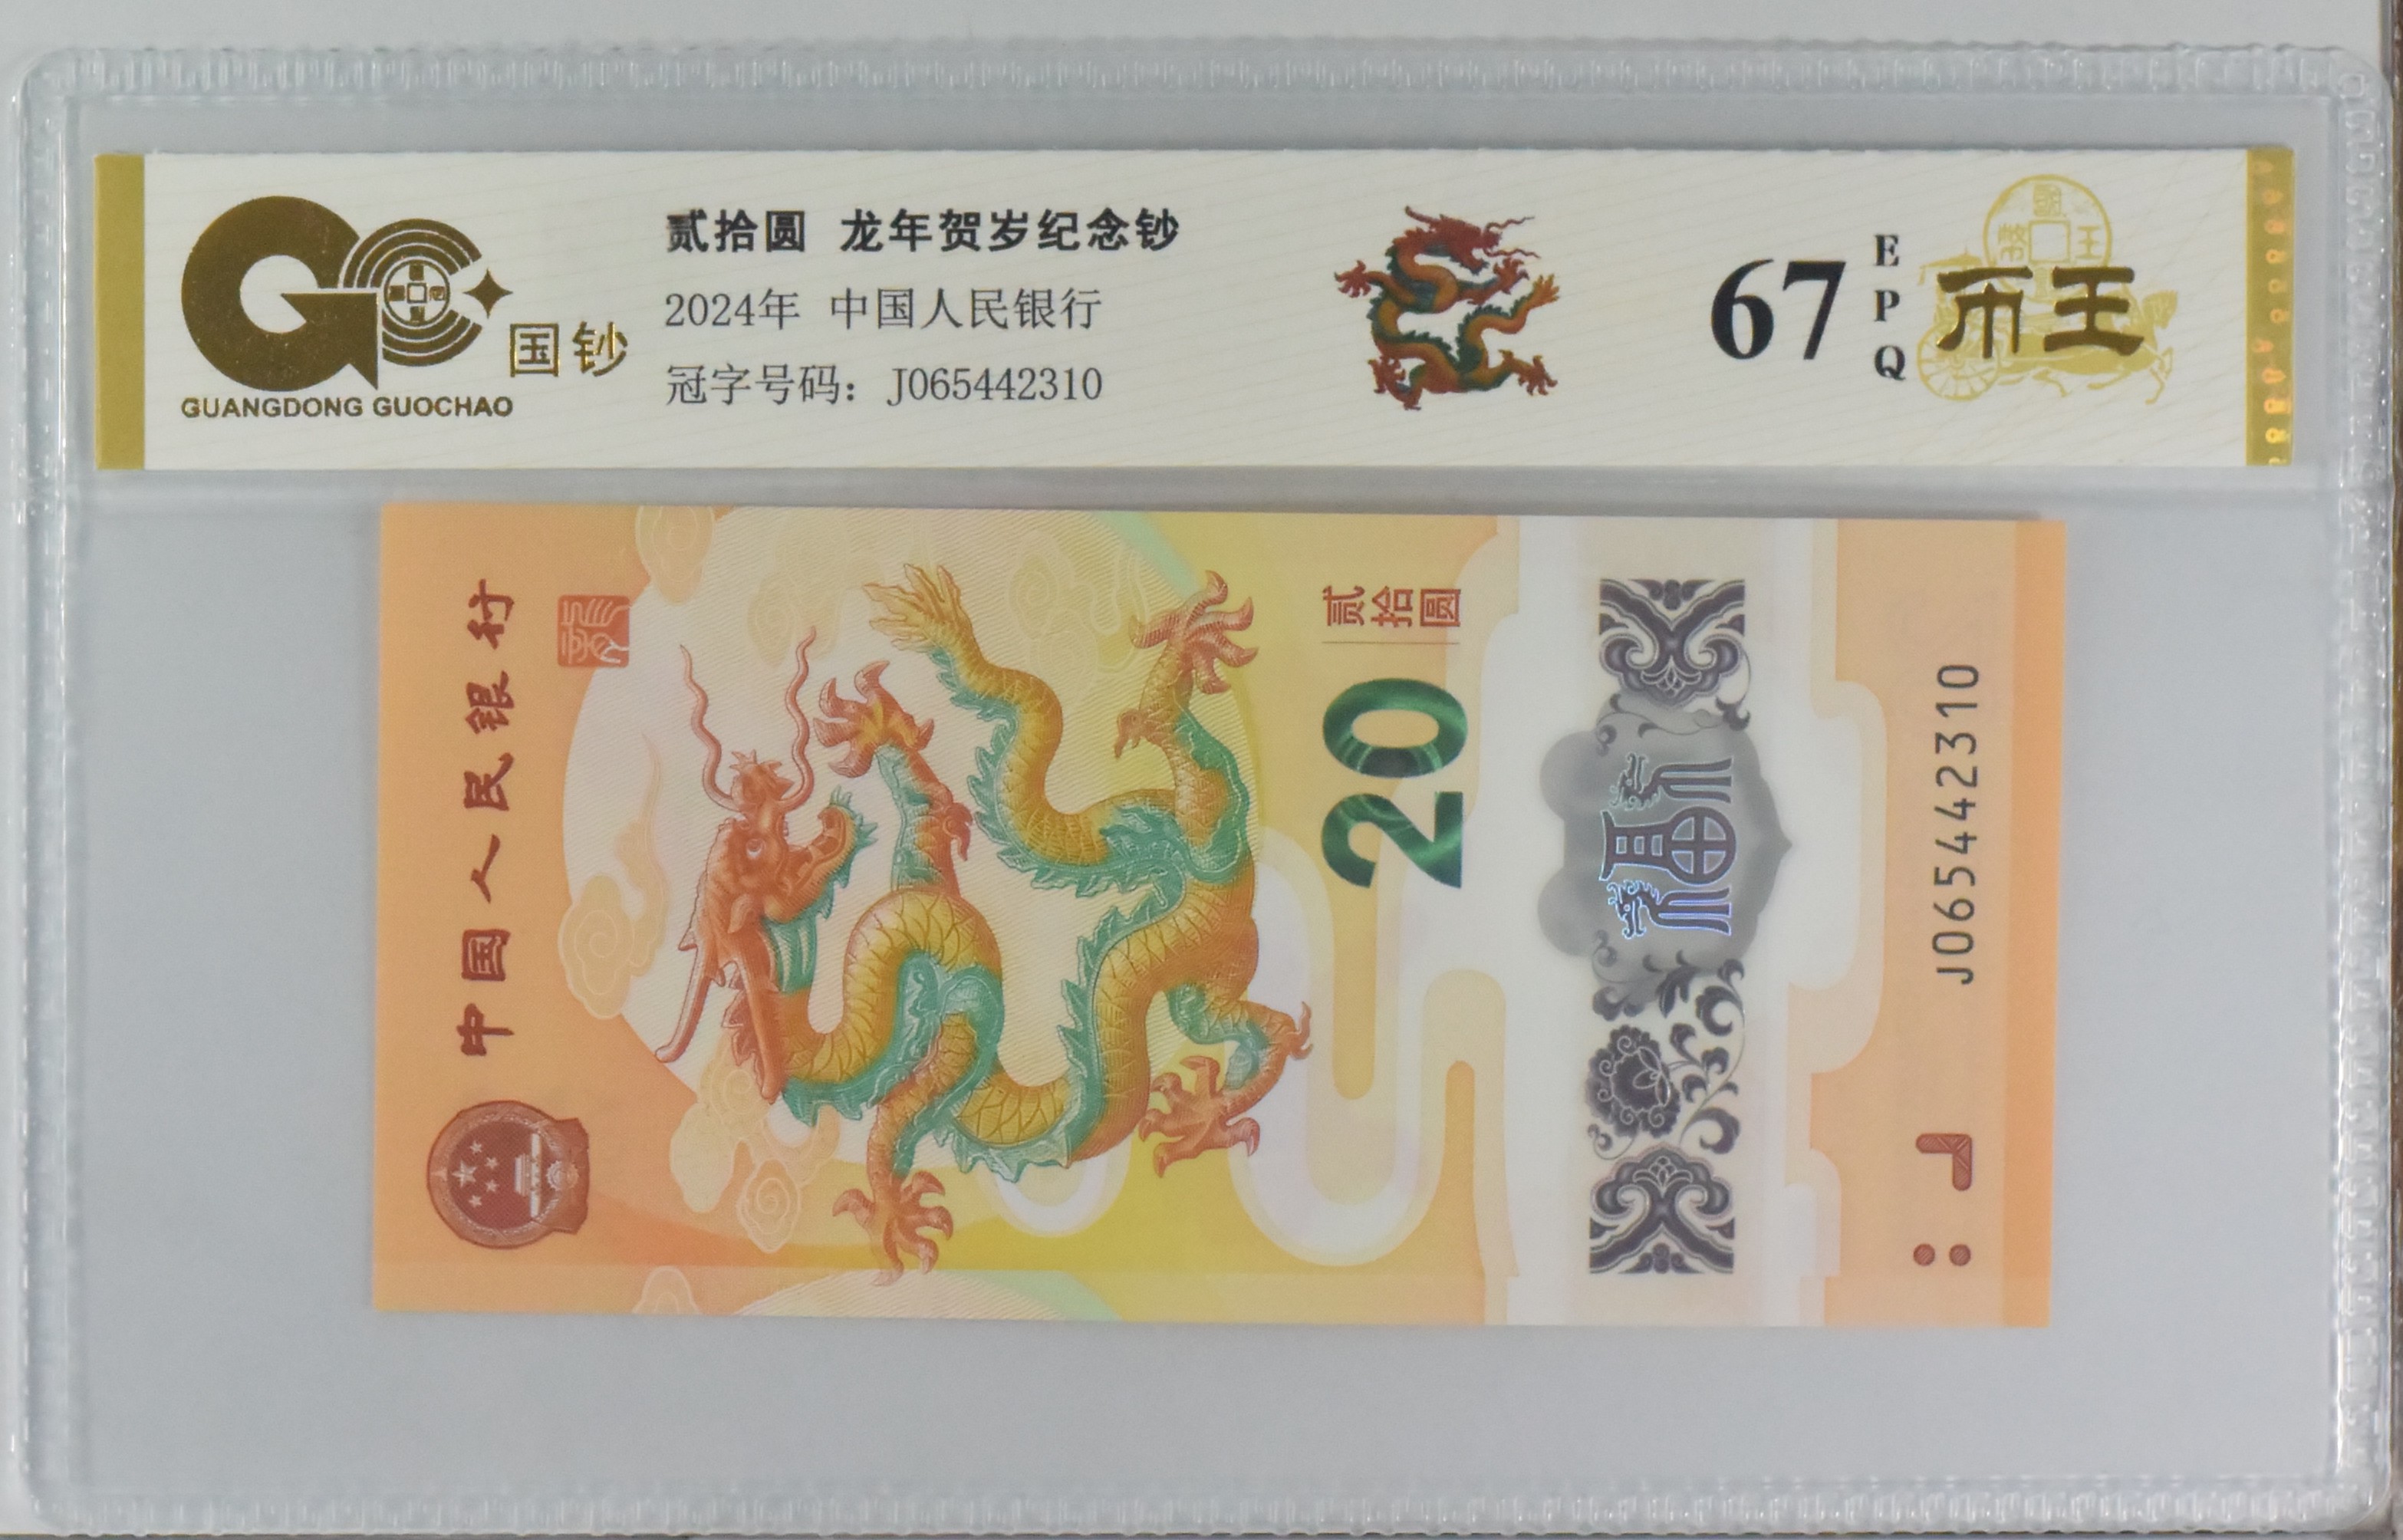 国钞
GUANGDONG GUOCHAO
贰拾圆 龙年贺岁纪念钞
2024年 中国人民银行
冠字号码：J065442310
67
EPQ
币王
中国人民银行
贰拾圆
20
J065442310